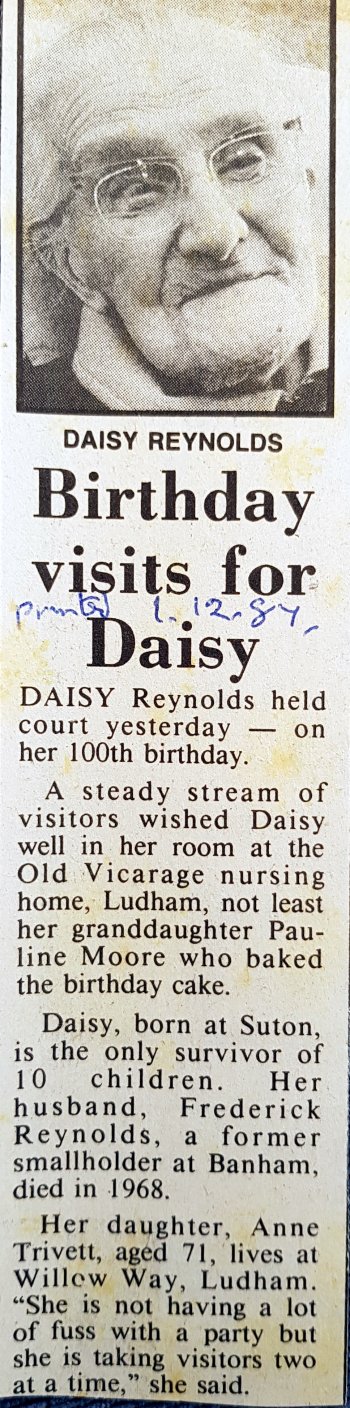 DAISY REYNOLDS
Birthday
visits for
printed 1.12.84.
Daisy
DAISY Reynolds held
court yesterday — on
her 100th birthday.
A steady stream of
visitors wished Daisy
well in her room at the
Old Vicarage nursing
home, Ludham, not least
her granddaughter Pau-
line Moore who baked
the birthday cake.
Daisy, born at Suton,
is the only survivor of
10 children. Her
husband, Frederick
Reynolds, a former
smallholder at Banham,
died in 1968.
Her daughter, Anne
Trivett, aged 71, lives at
Willow Way, Ludham.
“She is not having a lot
of fuss with a party but
she is taking visitors two
at a time,” she said.